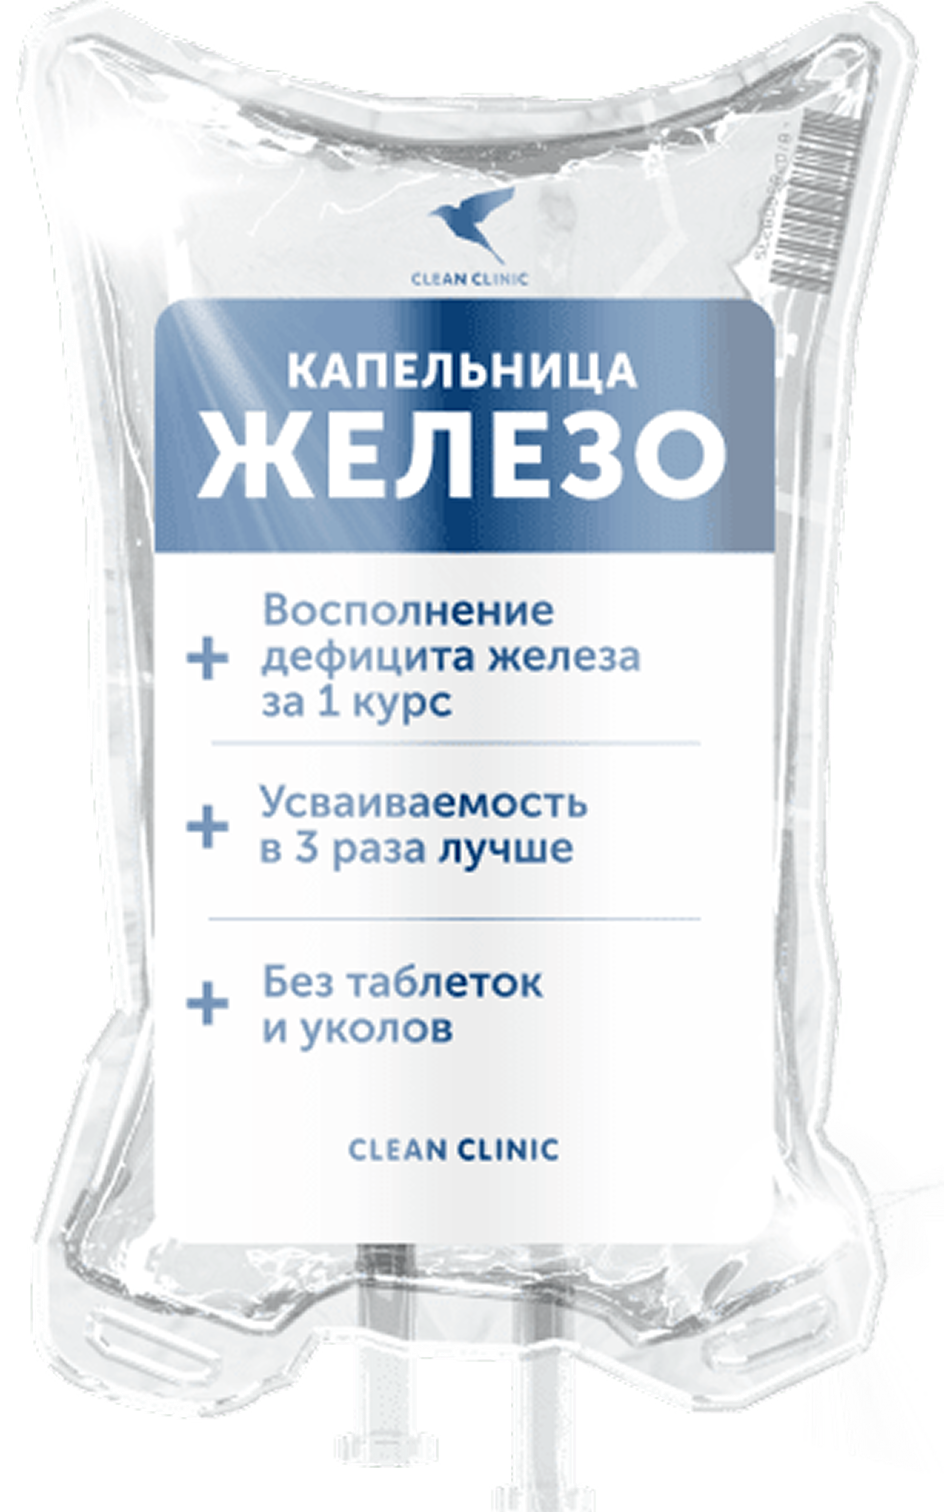 CLEAN CLINIC
КАПЕЛЬНИЦА
ЖЕЛЕЗО
+ Восполнение
дефицита железа
за 1 курс
+ Усваиваемость
в 3 раза лучше
+ Без таблеток
и уколов
CLEAN CLINIC